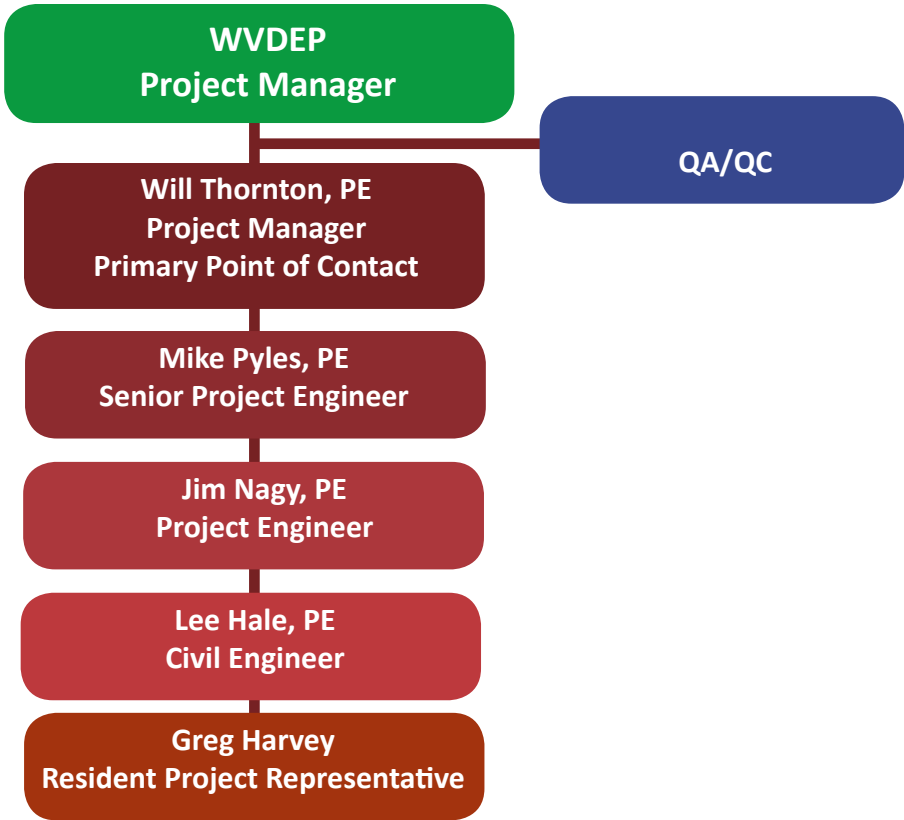 WVDEP
Project Manager
QA/QC
Will Thornton, PE
Project Manager
Primary Point of Contact
Mike Pyles, PE
Senior Project Engineer
Jim Nagy, PE
Project Engineer
Lee Hale, PE
Civil Engineer
Greg Harvey
Resident Project Representative